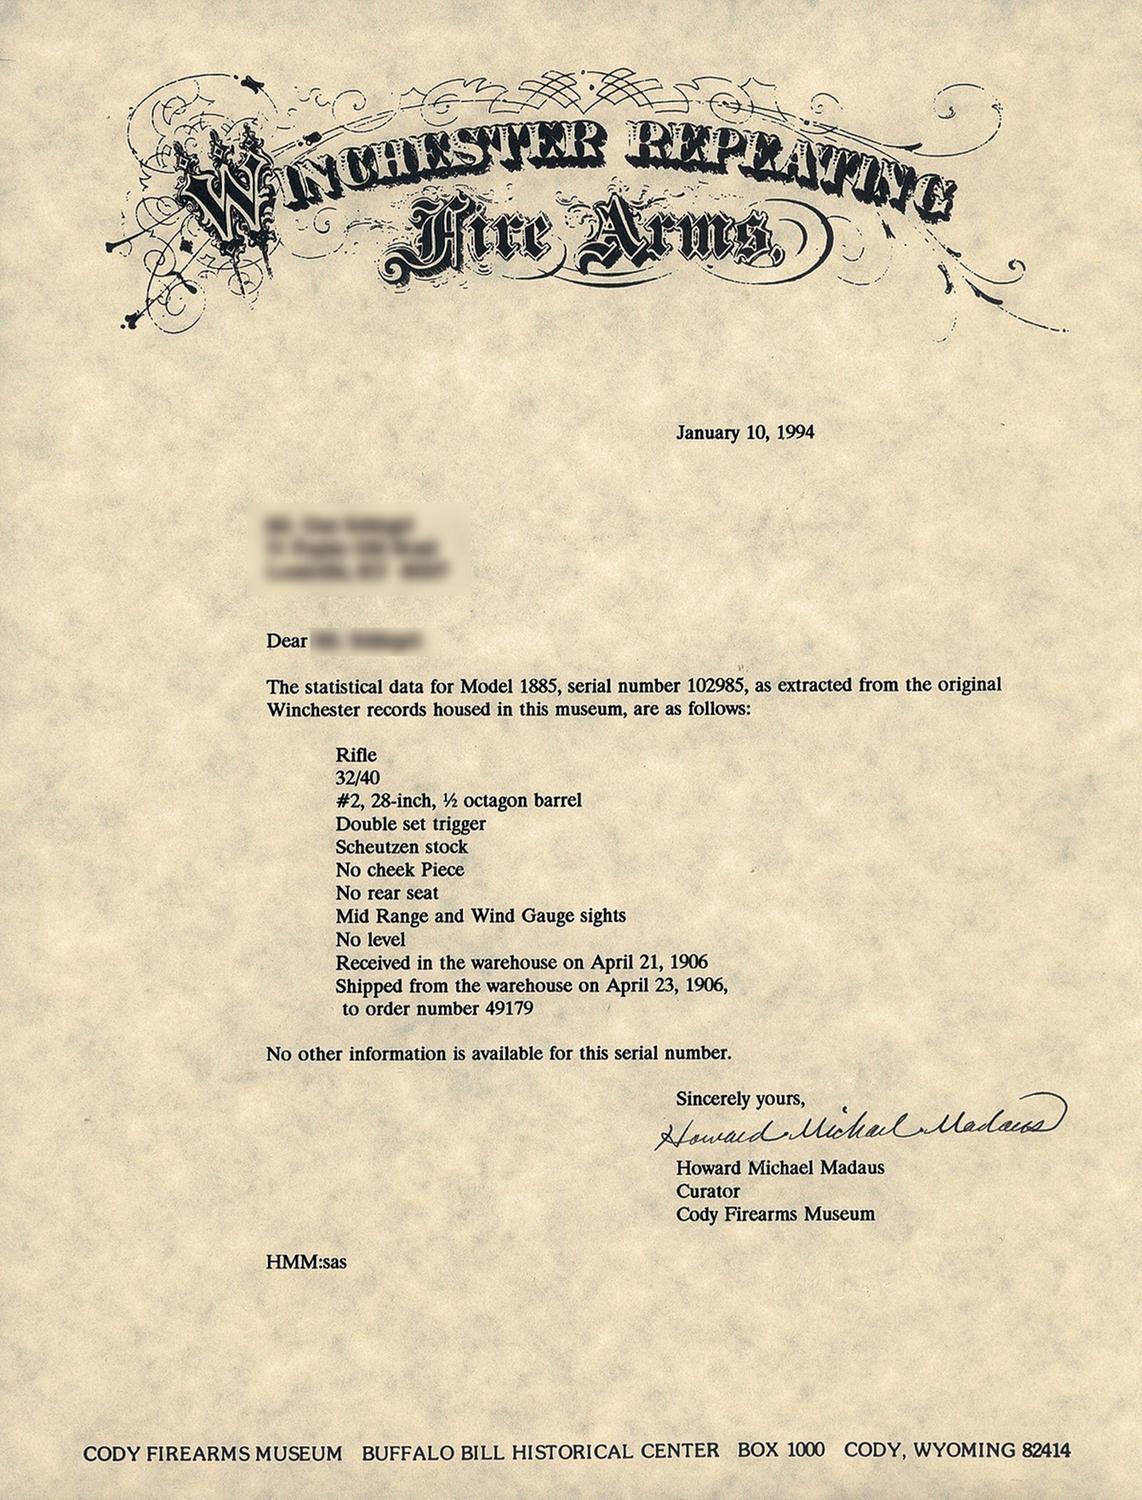 WINCHESTER REPEATING
Fire Arms,
January 10, 1994
Dear
The statistical data for Model 1885, serial number 102985, as extracted from the original
Winchester records housed in this museum, are as follows:
Rifle
32/40
#2, 28-inch, ½ octagon barrel
Double set trigger
Scheutzen stock
No cheek Piece
No rear seat
Mid Range and Wind Gauge sights
No level
Received in the warehouse on April 21, 1906
Shipped from the warehouse on April 23, 1906,
to order number 49179
No other information is available for this serial number.
Sincerely yours,
Howard Michael Madaus
Howard Michael Madaus
Curator
Cody Firearms Museum
HMM:sas
CODY FIREARMS MUSEUM BUFFALO BILL HISTORICAL CENTER BOX 1000 CODY, WYOMING 82414